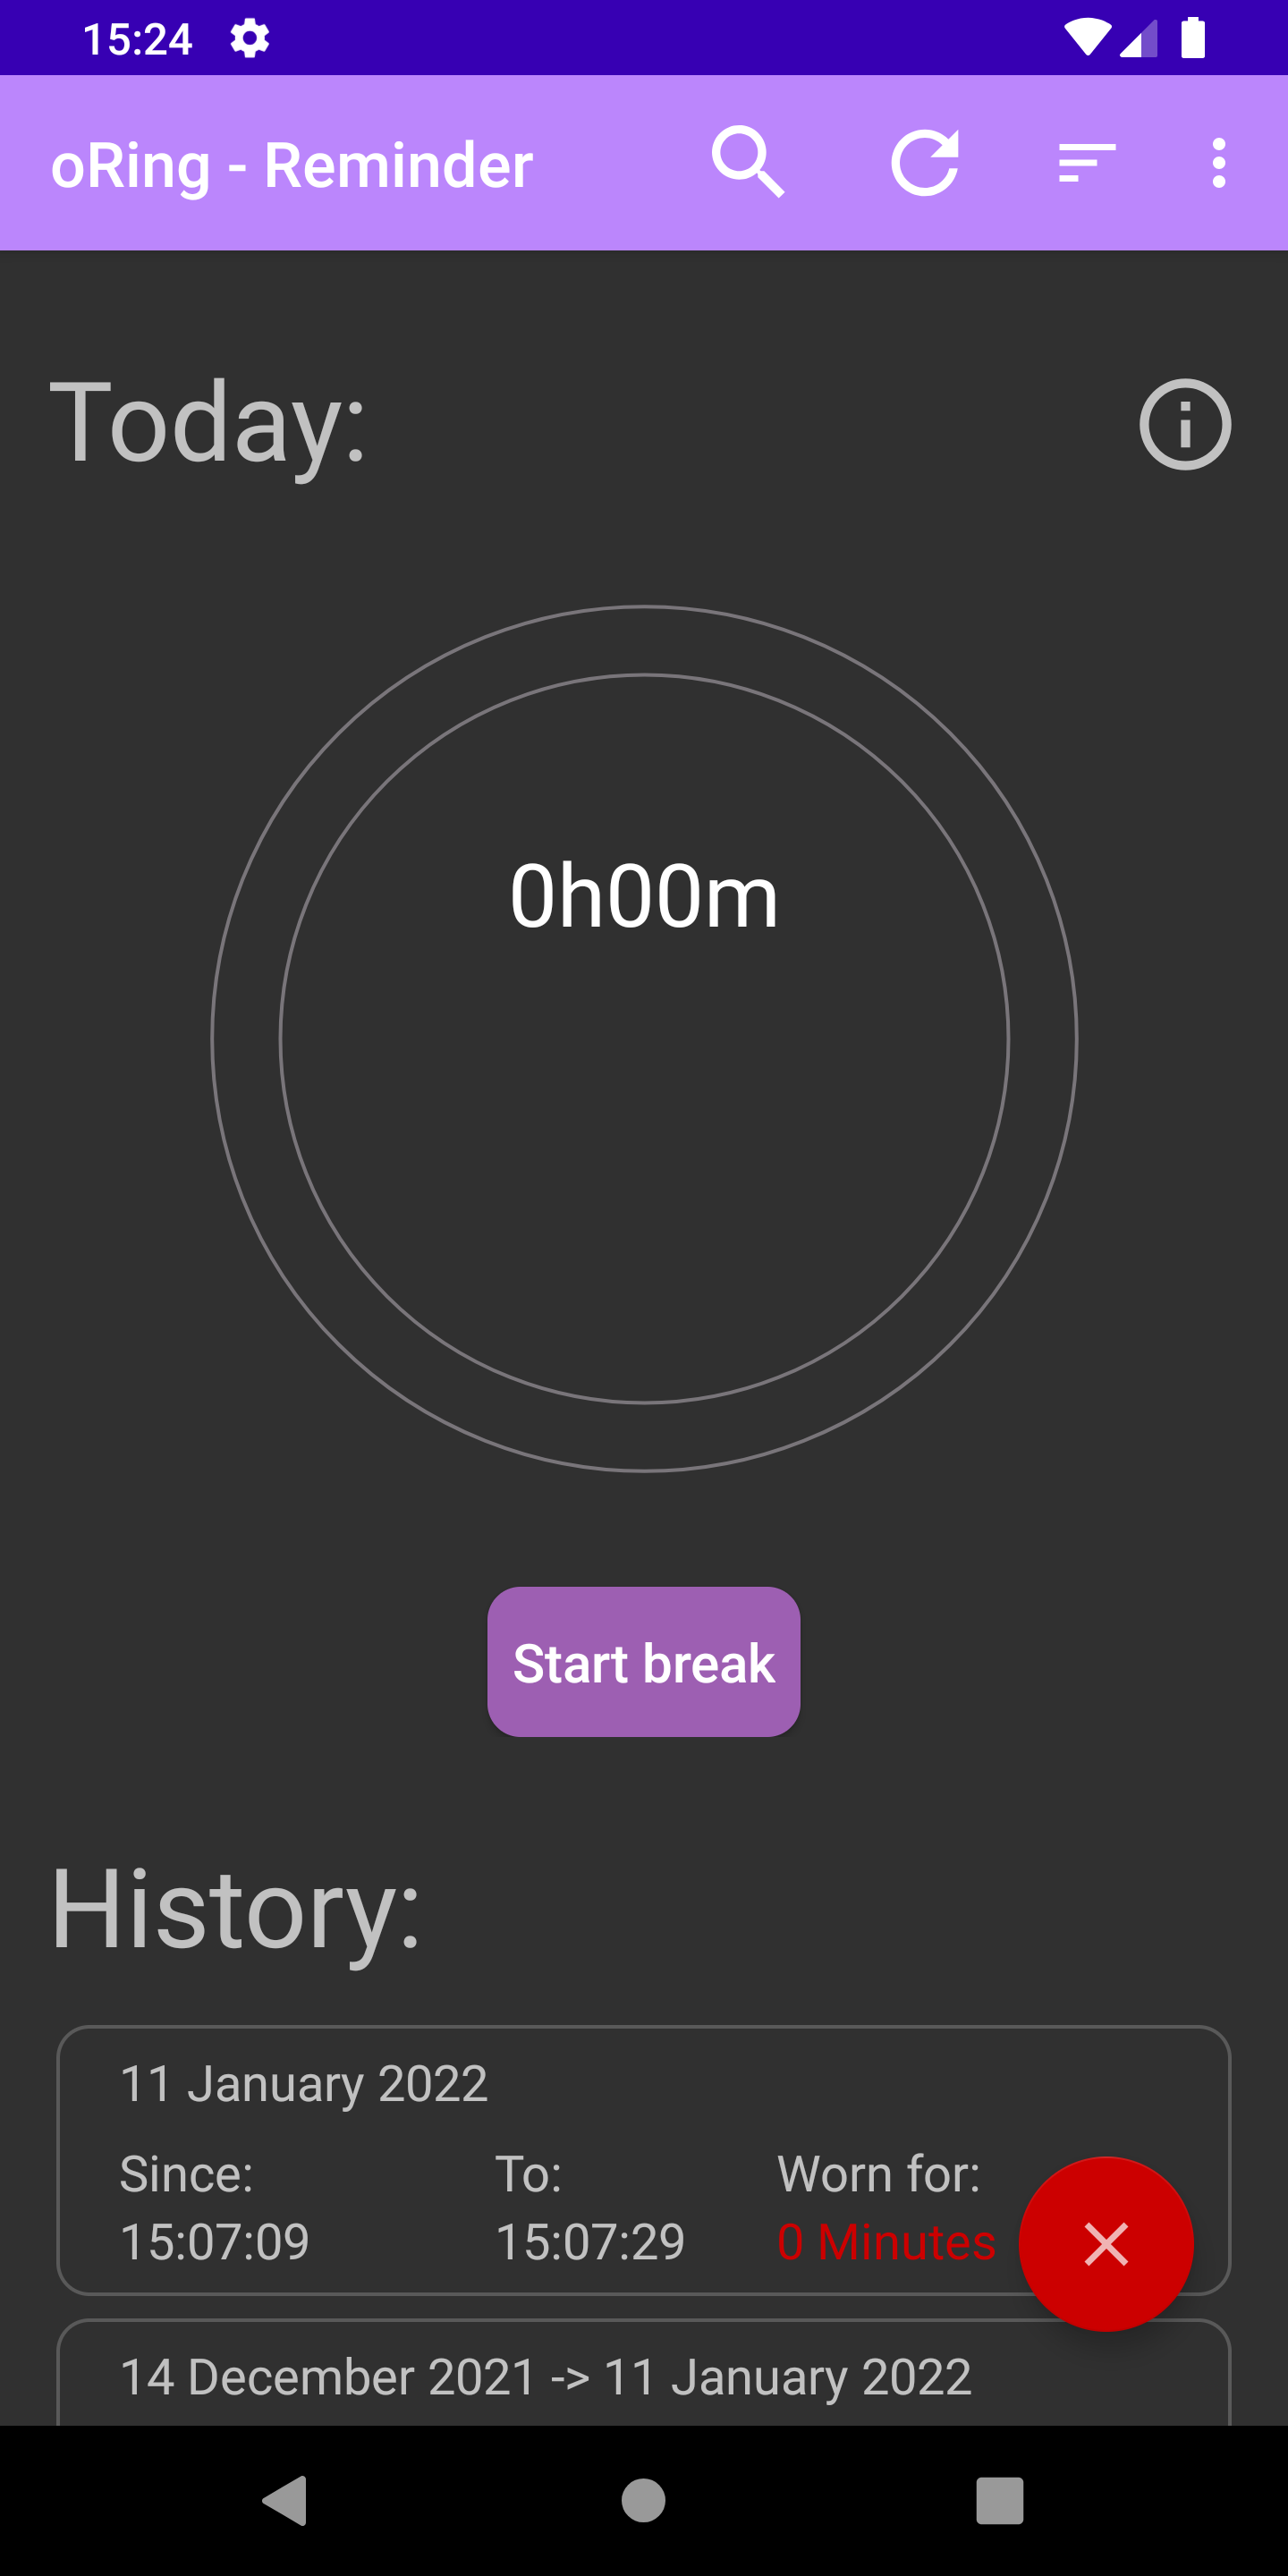 15:24
oRing - Reminder
Today:
0h00m
Start break
History:
11 January 2022
Since: To: Worn for:
15:07:09 15:07:29 0 Minutes
14 December 2021 -> 11 January 2022